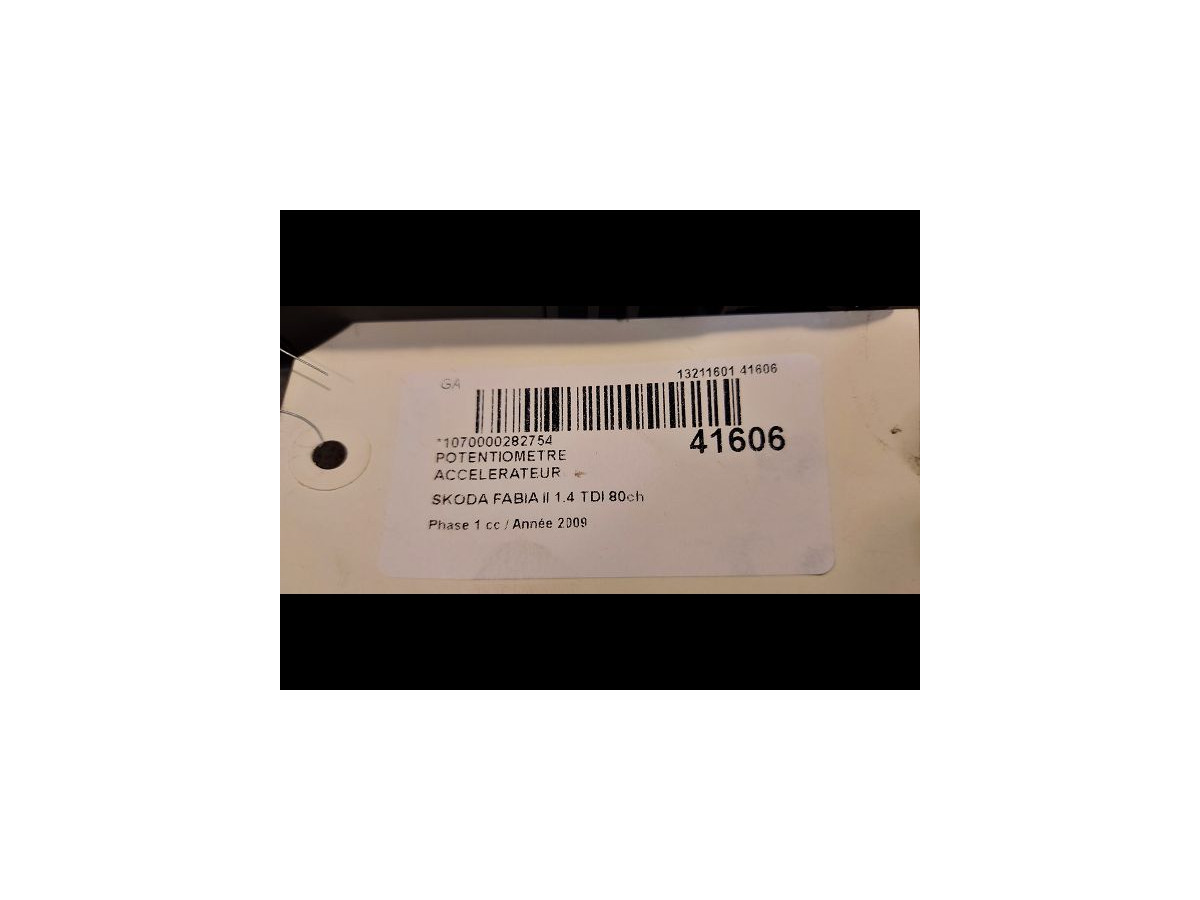 GA
13211601 41606
*1070000282754
41606
POTENTIOMETRE
ACCELERATEUR
SKODA FABIA II 1.4 TDI 80ch
Phase 1 cc / Année 2009